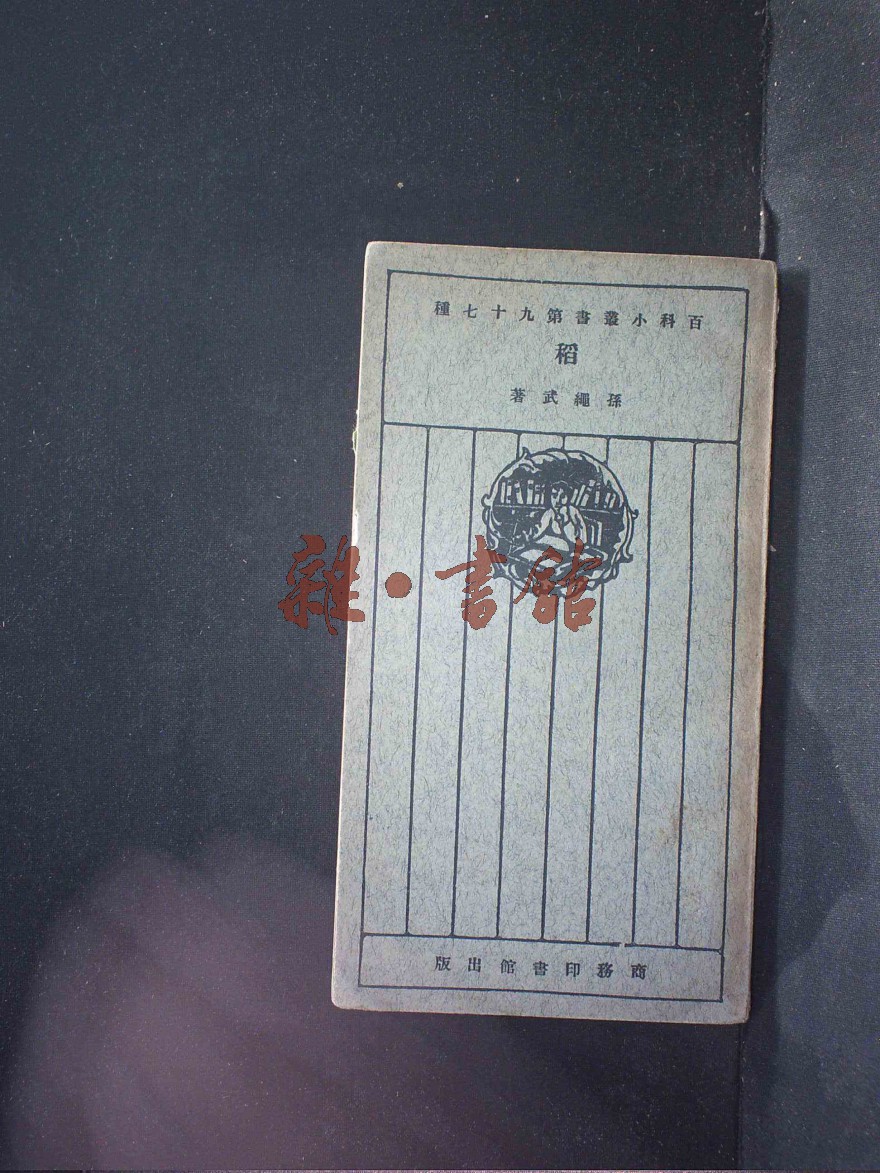 百科小叢書第九十七種
稻
孫繩武著
雜·書館
商務印書館出版